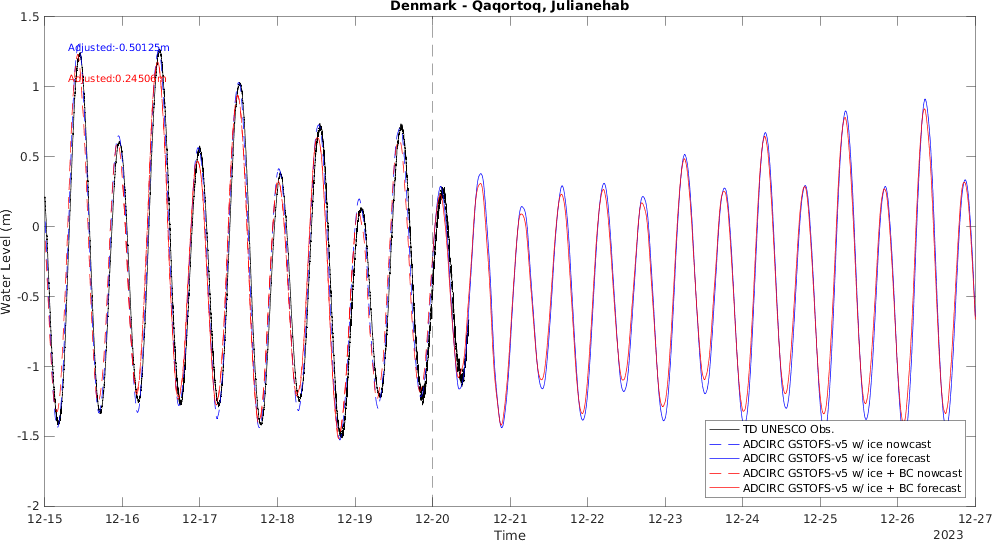 Denmark - Qaqortoq, Julianehab
1.5
1
0.5
0
-0.5
-1
-1.5
-2
Water Level (m)
Adjusted:-0.50125m
Adjusted:0.24506m
TD UNESCO Obs.
ADCIRC GSTOFS-v5 w/ ice nowcast
ADCIRC GSTOFS-v5 w/ ice forecast
ADCIRC GSTOFS-v5 w/ ice + BC nowcast
ADCIRC GSTOFS-v5 w/ ice + BC forecast
12-15 12-16 12-17 12-18 12-19 12-20 12-21 12-22 12-23 12-24 12-25 12-26 12-27
Time
2023